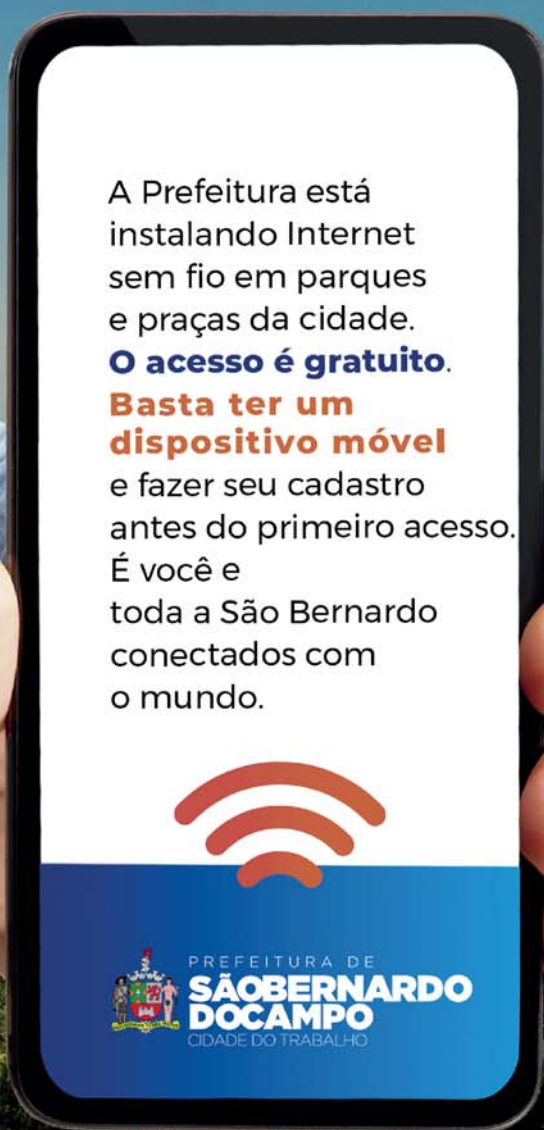 A Prefeitura está
instalando Internet
sem fio em parques
e praças da cidade.
O acesso é gratuito.
Basta ter um
dispositivo móvel
e fazer seu cadastro
antes do primeiro acesso.
É você e
toda a São Bernardo
conectados com
o mundo.
PREFEITURA DE
SÃOBERNARDO
DOCAMPO
CIDADE DO TRABALHO